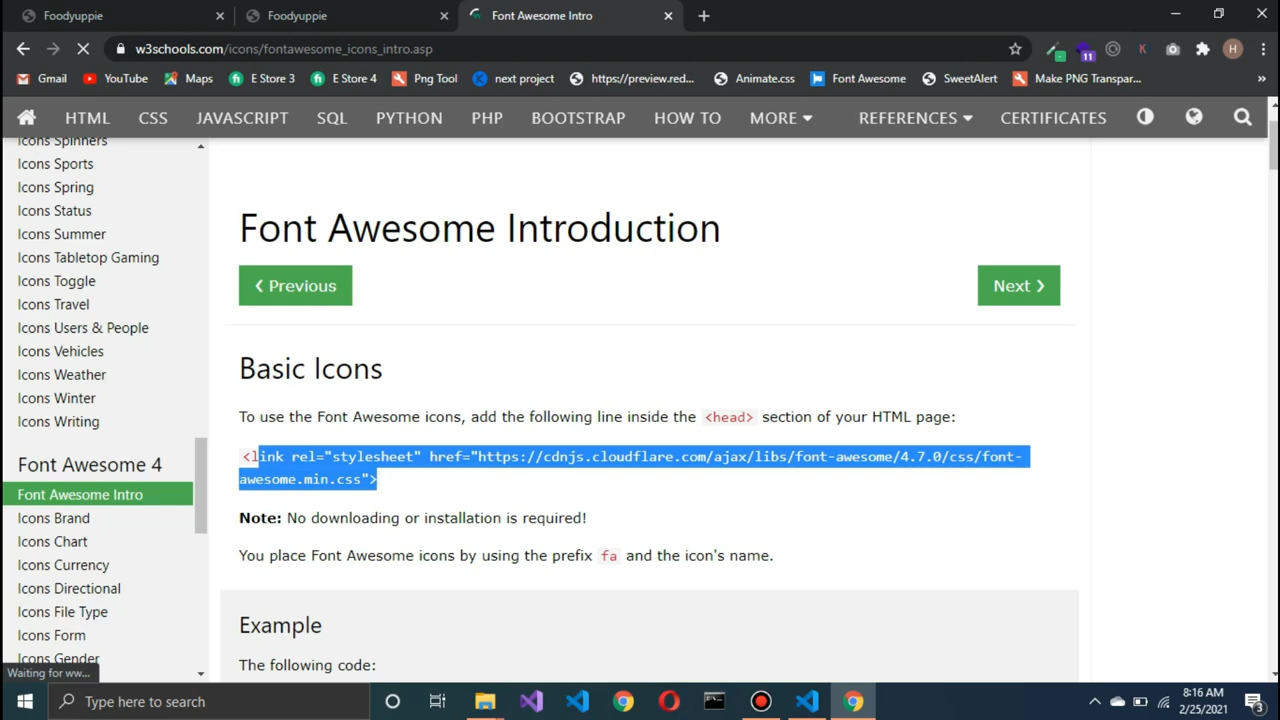 Foodyuppie
Foodyuppie
Font Awesome Intro
w3schools.com/icons/fontawesome_icons_intro.asp
11
K
H
Gmail
YouTube
Maps
E Store 3
E Store 4
Png Tool
next project
https://preview.red...
Animate.css
Font Awesome
SweetAlert
Make PNG Transpar...
»
HTML
CSS
JAVASCRIPT
SQL
PYTHON
PHP
BOOTSTRAP
HOW TO
MORE
REFERENCES
CERTIFICATES
Icons Spinners
Icons Sports
Icons Spring
Icons Status
Icons Summer
Icons Tabletop Gaming
Icons Toggle
Icons Travel
Icons Users & People
Icons Vehicles
Icons Weather
Icons Winter
Icons Writing
Font Awesome 4
Font Awesome Intro
Icons Brand
Icons Chart
Icons Currency
Icons Directional
Icons File Type
Icons Form
Icons Gender
Font Awesome Introduction
❮ Previous
Next ❯
Basic Icons
To use the Font Awesome icons, add the following line inside the <head> section of your HTML page:
<link rel="stylesheet" href="https://cdnjs.cloudflare.com/ajax/libs/font-awesome/4.7.0/css/font-
awesome.min.css">
Note: No downloading or installation is required!
You place Font Awesome icons by using the prefix fa and the icon's name.
Example
The following code:
Waiting for ww...
Type here to search
8:16 AM
2/25/2021
3